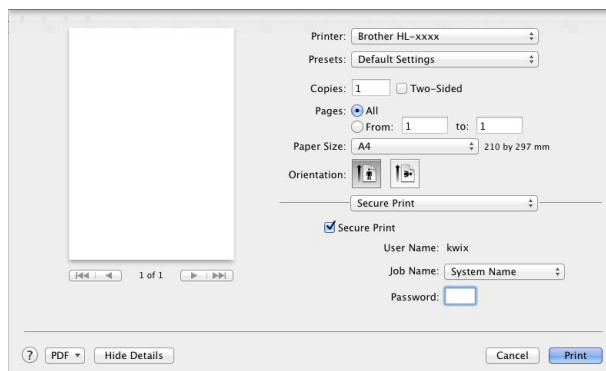 Printer: Brother HL-xxxx
Presets: Default Settings
Copies: 1 Two-Sided
Pages: All
From: 1 to: 1
Paper Size: A4 210 by 297 mm
Orientation:
Secure Print
Secure Print
User Name: kwix
Job Name: System Name
Password:
1 of 1
? PDF Hide Details Cancel Print